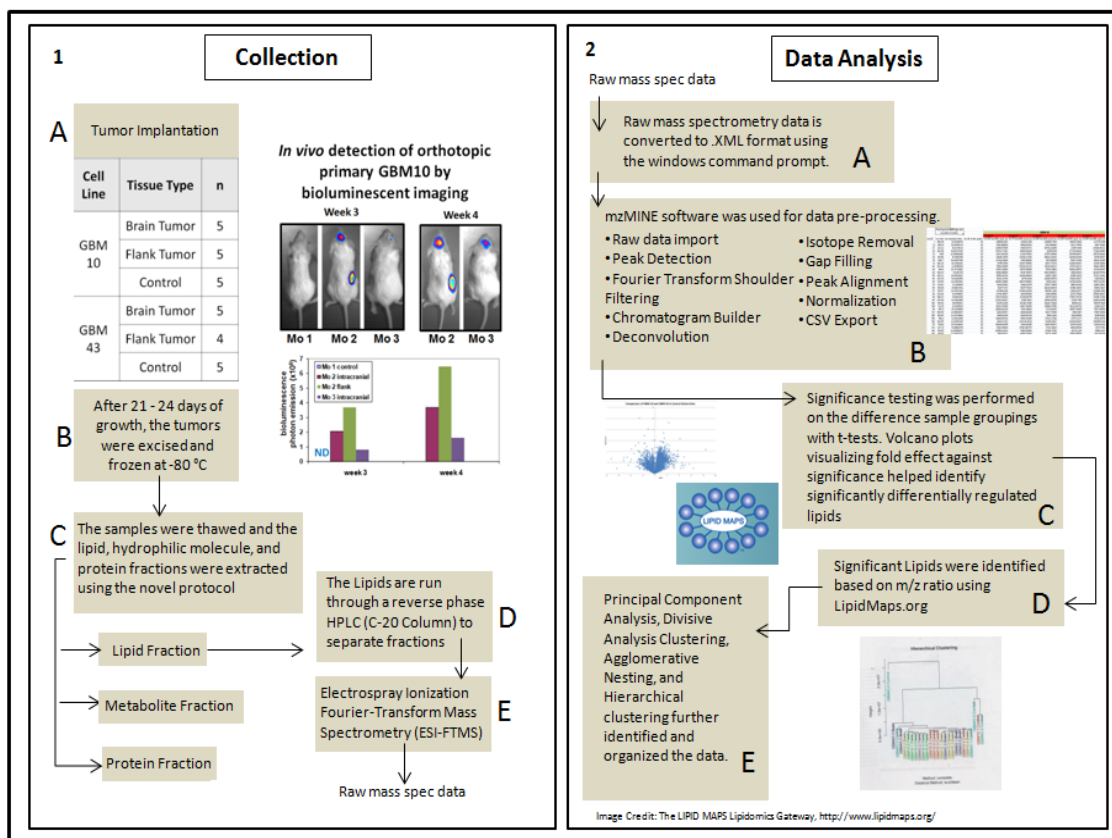 1
Collection
A
Tumor Implantation
Cell Line
Tissue Type
n
GBM 10
Brain Tumor
5
Flank Tumor
5
Control
5
GBM 43
Brain Tumor
5
Flank Tumor
4
Control
5
In vivo detection of orthotopic
primary GBM10 by
bioluminescent imaging
Week 3
Week 4
Mo 1
Mo 2
Mo 3
Mo 2
Mo 3
bioluminescence
photon emission (x10⁶)
7
6
5
4
3
2
1
0
Mo 1 control
Mo 2 intracranial
Mo 2 flank
Mo 3 intracranial
ND
week 3
week 4
B
After 21 - 24 days of
growth, the tumors
were excised and
frozen at -80 °C
C
The samples were thawed and the
lipid, hydrophilic molecule, and
protein fractions were extracted
using the novel protocol
Lipid Fraction
Metabolite Fraction
Protein Fraction
The Lipids are run
through a reverse phase
HPLC (C-20 Column) to
separate fractions
D
Electrospray Ionization
Fourier-Transform Mass
Spectrometry (ESI-FTMS)
E
Raw mass spec data
2
Data Analysis
Raw mass spec data
Raw mass spectrometry data is
converted to .XML format using
the windows command prompt.
A
mzMINE software was used for data pre-processing.
•Raw data import
•Peak Detection
•Fourier Transform Shoulder
Filtering
•Chromatogram Builder
•Deconvolution
•Isotope Removal
•Gap Filling
•Peak Alignment
•Normalization
•CSV Export
B
Significance testing was performed
on the difference sample groupings
with t-tests. Volcano plots
visualizing fold effect against
significance helped identify
significantly differentially regulated
lipids
C
LIPID MAPS
Significant Lipids were identified
based on m/z ratio using
LipidMaps.org
D
Principal Component
Analysis, Divisive
Analysis Clustering,
Agglomerative
Nesting, and
Hierarchical
clustering further
identified and
organized the data.
E
Hierarchical Clustering
Image Credit: The LIPID MAPS Lipidomics Gateway, http://www.lipidmaps.org/